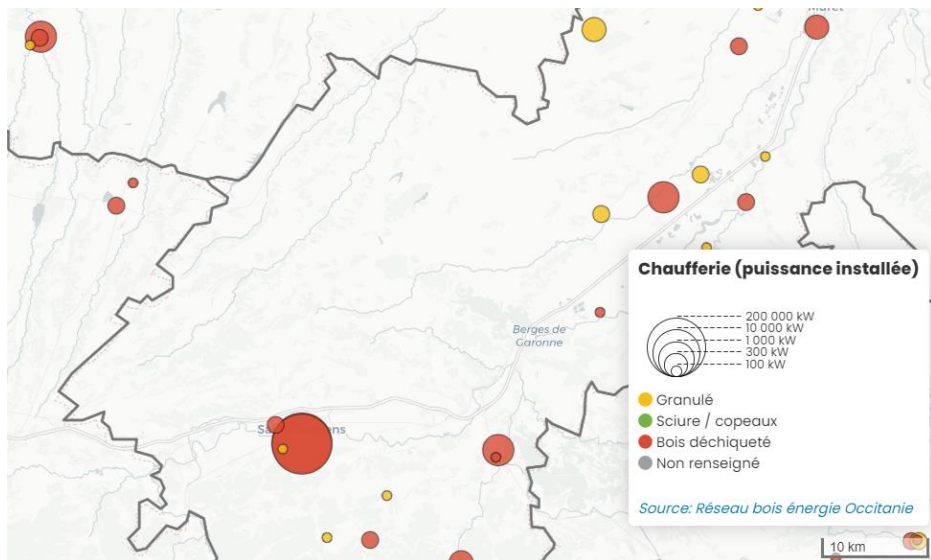 Muret
Chaufferie (puissance installée)
200 000 kW
10 000 kW
1 000 kW
300 kW
100 kW
Berges de
Garonne
Granulé
Sciure / copeaux
Bois déchiqueté
Non renseigné
Source: Réseau bois énergie Occitanie
10 km